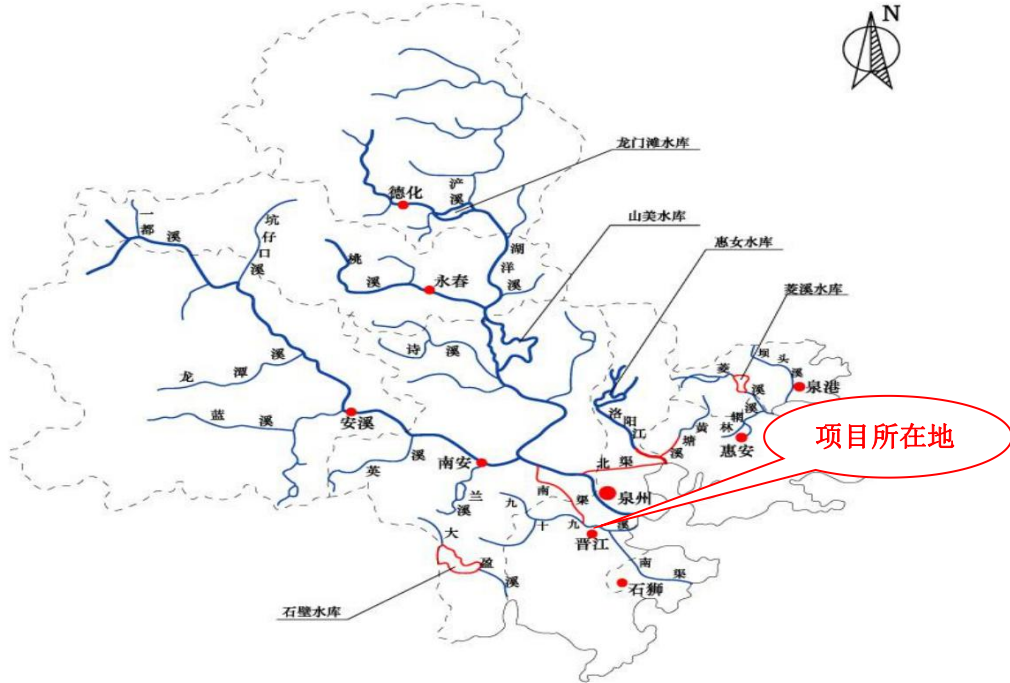 N
龙门滩水库
浐溪
德化
山美水库
一都溪
坑仔口溪
湖洋溪
惠女水库
桃溪
永春
菱溪水库
诗溪
坝头溪
菱溪
泉港
龙潭溪
蓝溪
安溪
洛阳江
黄塘溪
林辋溪
惠安
项目所在地
英溪
南安
北渠
兰溪
南渠
泉州
九十九溪
晋江
大盈溪
南渠
石狮
石壁水库